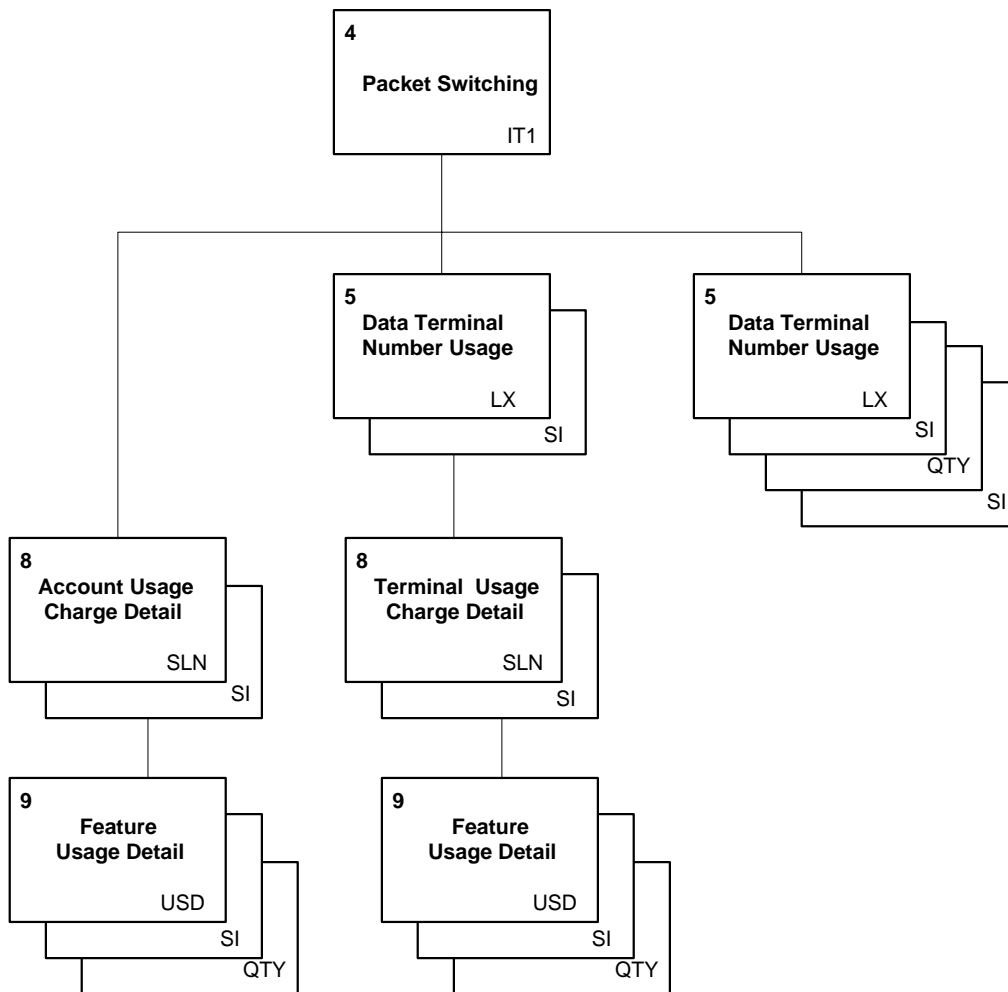 4
Packet Switching
IT1
5
Data Terminal
Number Usage
LX
SI
5
Data Terminal
Number Usage
LX
SI
QTY
SI
8
Account Usage
Charge Detail
SLN
SI
8
Terminal Usage
Charge Detail
SLN
SI
9
Feature
Usage Detail
USD
SI
QTY
9
Feature
Usage Detail
USD
SI
QTY